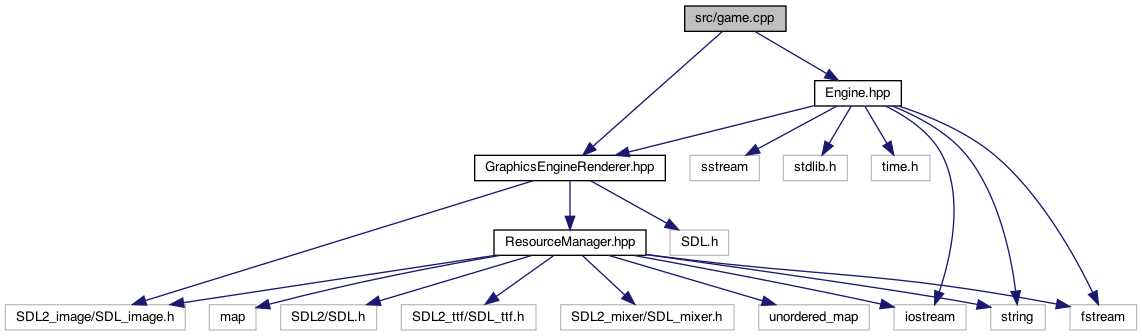 src/game.cpp
Engine.hpp
GraphicsEngineRenderer.hpp
sstream
stdlib.h
time.h
ResourceManager.hpp
SDL.h
SDL2_image/SDL_image.h
map
SDL2/SDL.h
SDL2_ttf/SDL_ttf.h
SDL2_mixer/SDL_mixer.h
unordered_map
iostream
string
fstream